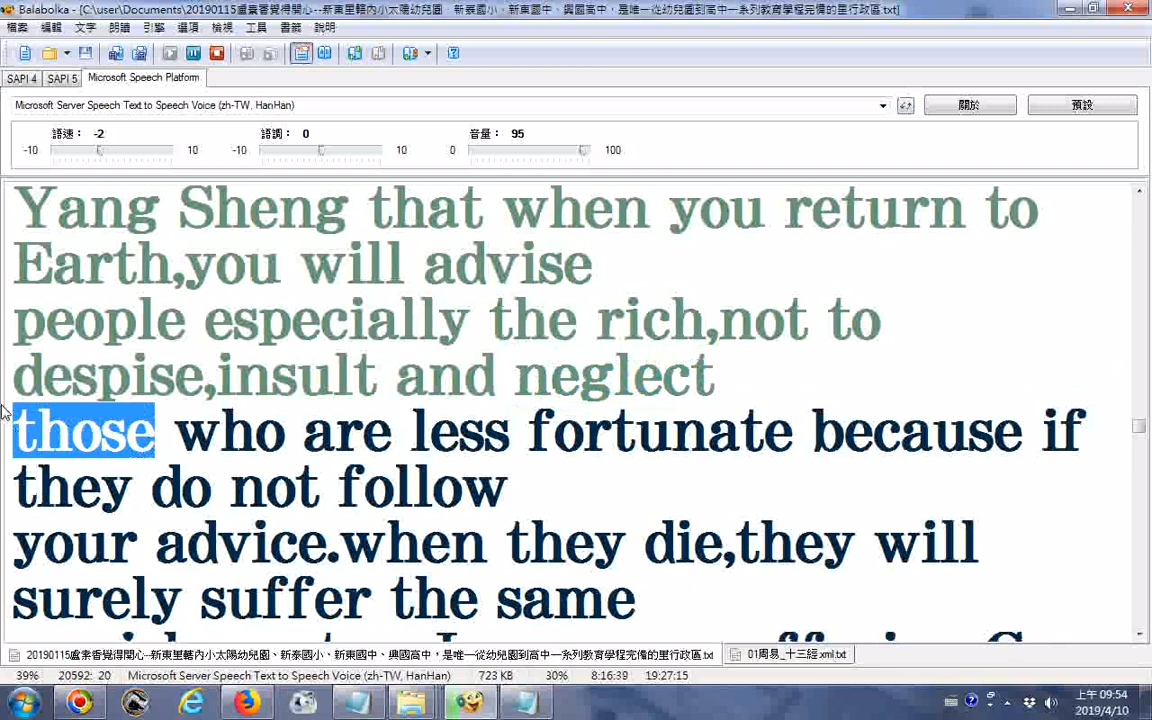 Balabolka - [C:\user\Documents\20190115盧素香覺得開心--新東里轄內小太陽幼兒園、新泰國小、新東國中、興國高中，是唯一從幼兒園到高中一系列教育學程完備的里行政區.txt]
檔案 編輯 文字 朗讀 引擎 選項 檢視 工具 書籤 說明
SAPI 4 SAPI 5 Microsoft Speech Platform
Microsoft Server Speech Text to Speech Voice (zh-TW, HanHan) 關於 預設
語速： -2 語調： 0 音量： 95
-10 10 -10 10 0 100
Yang Sheng that when you return to
Earth,you will advise
people especially the rich,not to
despise,insult and neglect
those who are less fortunate because if
they do not follow
your advice.when they die,they will
surely suffer the same
20190115盧素香覺得開心--新東里轄內小太陽幼兒園、新泰國小、新東國中、興國高中，是唯一從幼兒園到高中一系列教育學程完備的里行政區.txt 01周易_十三經.xml.txt
39% 20592: 20 Microsoft Server Speech Text to Speech Voice (zh-TW, HanHan) 723 KB 30% 8:16:39 19:27:15
上午 09:54
2019/4/10